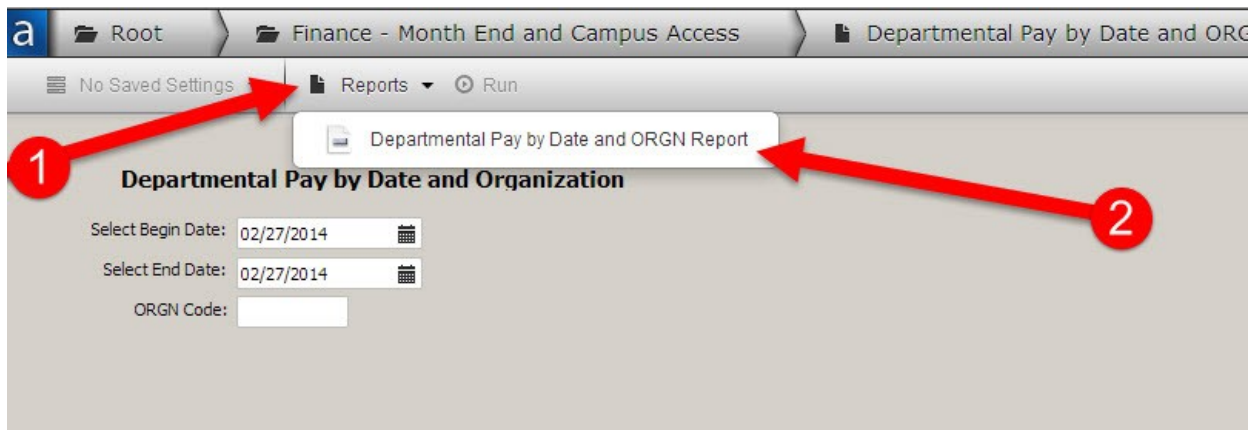 a Root Finance - Month End and Campus Access Departmental Pay by Date and ORG
No Saved Settings Reports Run
Departmental Pay by Date and ORGN Report
1
Departmental Pay by Date and Organization
2
Select Begin Date: 02/27/2014
Select End Date: 02/27/2014
ORGN Code: